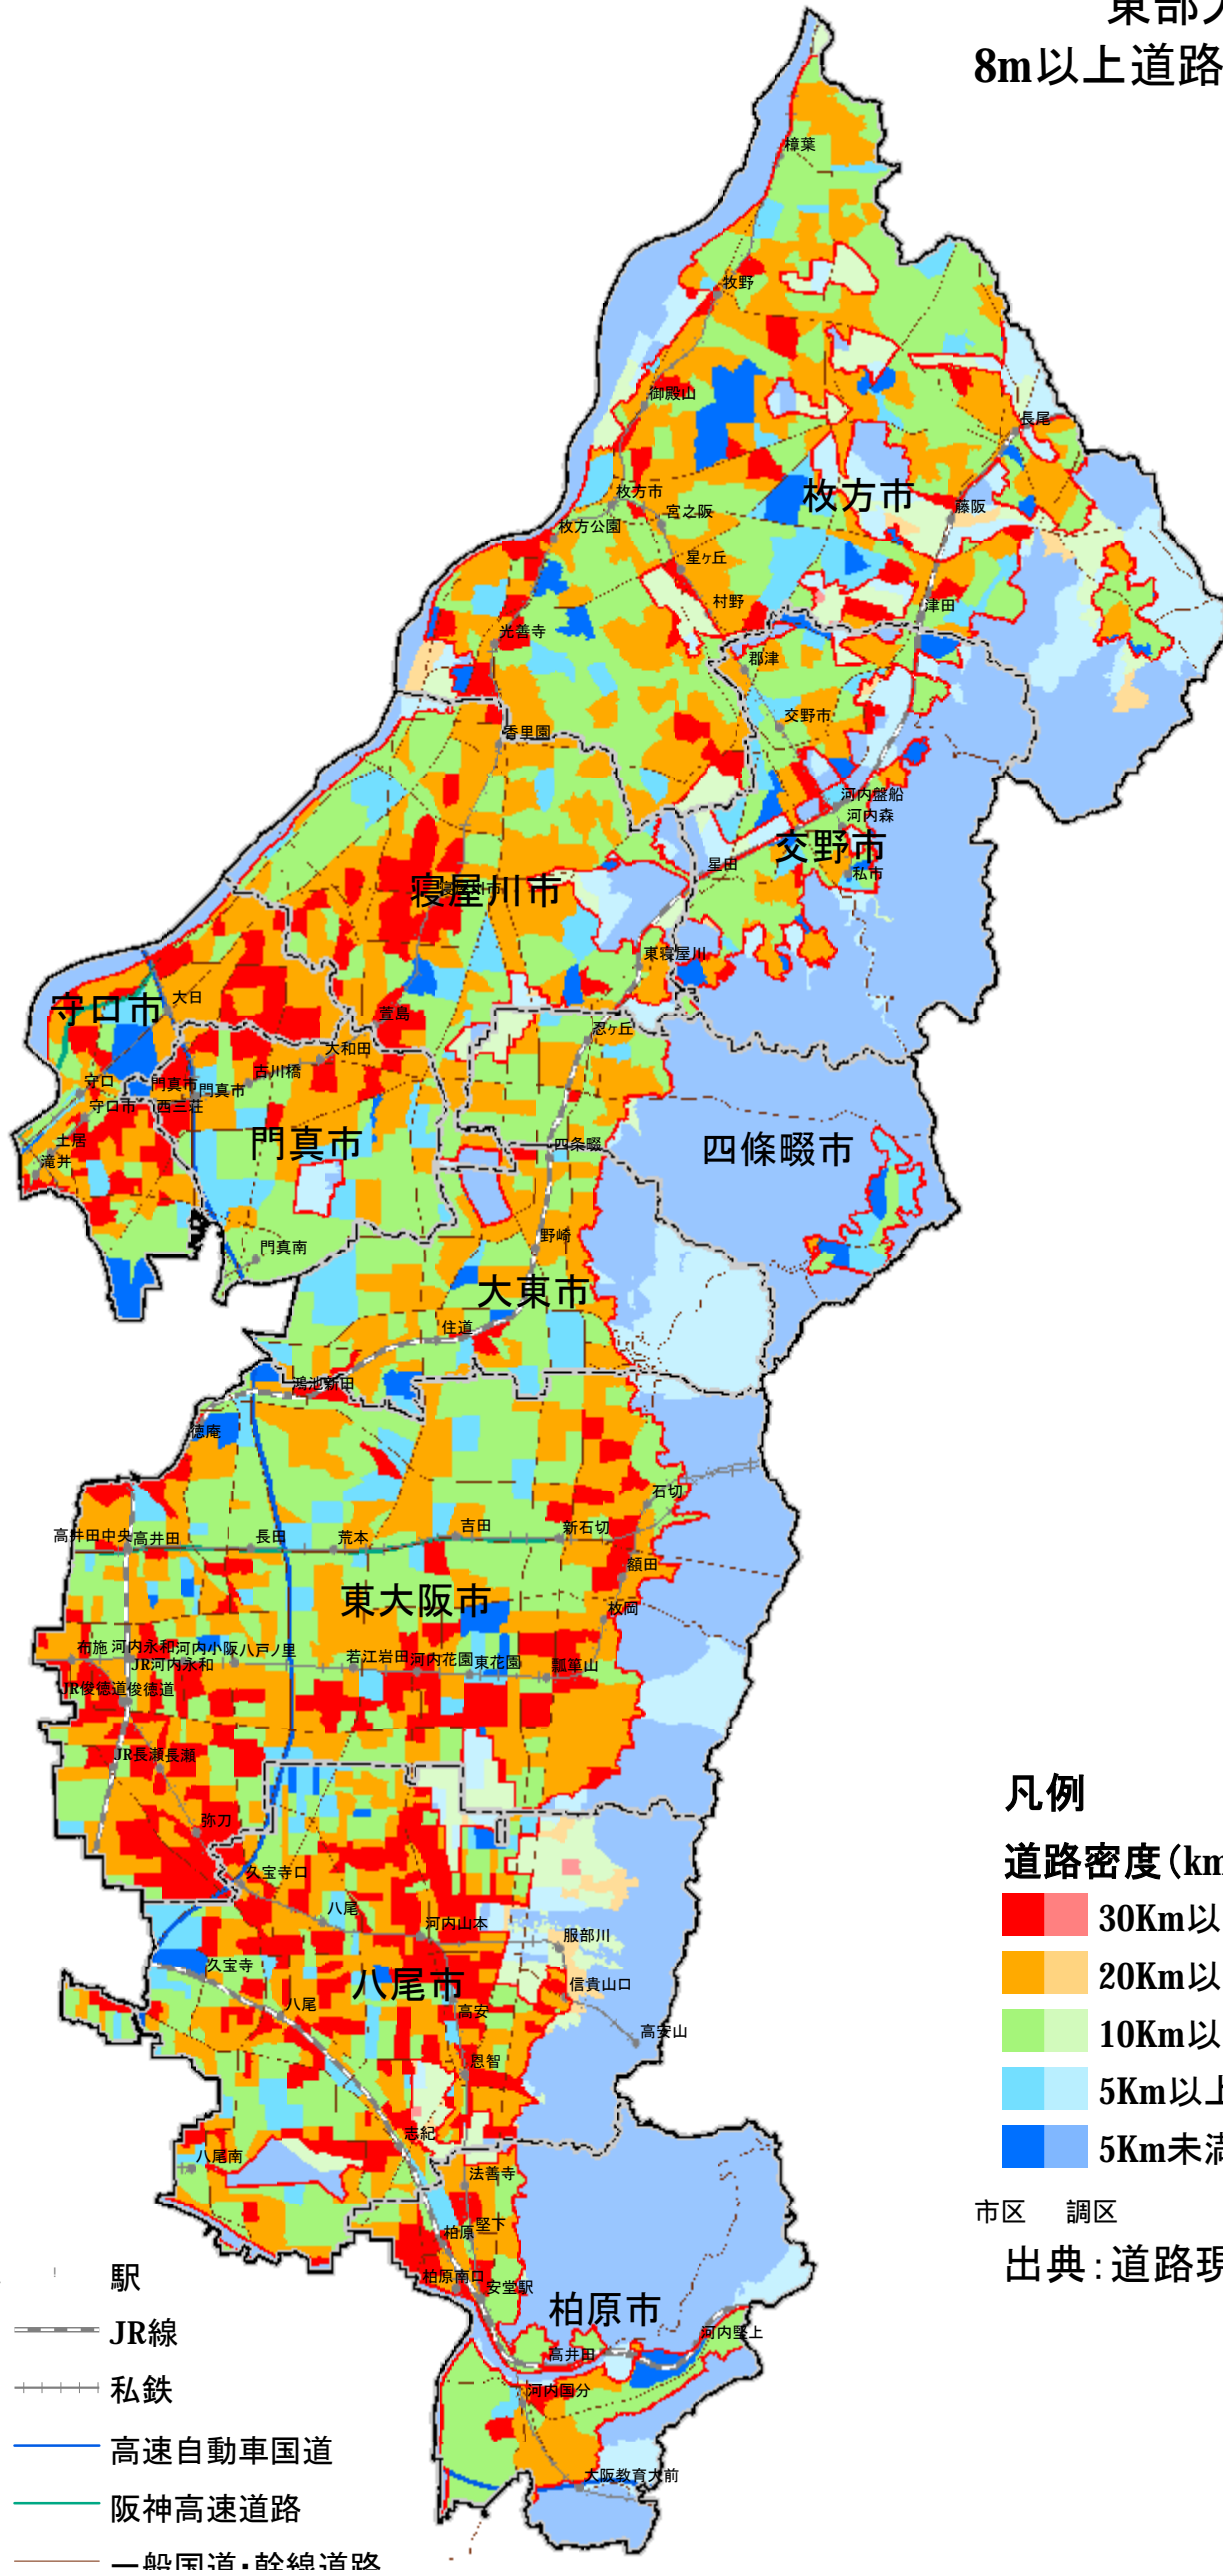 東部大
8m以上道路
樟葉
牧野
御殿山
長尾
枚方市
枚方市
宮之阪
藤阪
枚方公園
星ヶ丘
村野
津田
光善寺
郡津
交野市
香里園
河内盤船
河内森
交野市
星田
私市
寝屋川市
寝屋川市
東寝屋川
守口市
大日
萱島
忍ヶ丘
大和田
古川橋
守口
門真市
門真市
守口市
西三荘
土居
滝井
門真市
四条畷
四條畷市
門真南
野崎
大東市
住道
鴻池新田
徳庵
石切
高井田中央
高井田
長田
荒本
吉田
新石切
額田
東大阪市
枚岡
布施
河内永和
河内小阪
八戸ノ里
JR河内永和
若江岩田
河内花園
東花園
瓢箪山
JR俊徳道
俊徳道
JR長瀬
長瀬
弥刀
久宝寺口
八尾
河内山本
服部川
久宝寺
八尾市
信貴山口
八尾
高安
高安山
恩智
志紀
八尾南
法善寺
柏原
堅下
柏原南口
安堂駅
柏原市
河内堅上
高井田
河内国分
大阪教育大前
凡例
道路密度(km
30Km以
20Km以
10Km以
5Km以上
5Km未満
市区 調区
出典:道路現
駅
JR線
私鉄
高速自動車国道
阪神高速道路
一般国道・幹線道路